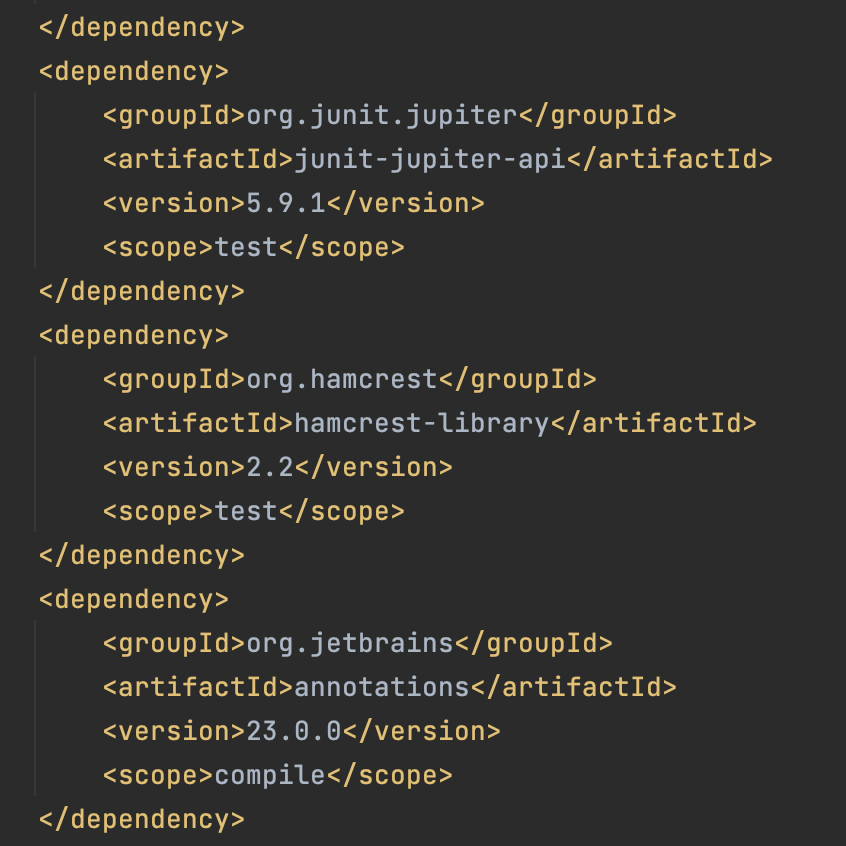 </dependency>
<dependency>
<groupId>org.junit.jupiter</groupId>
<artifactId>junit-jupiter-api</artifactId>
<version>5.9.1</version>
<scope>test</scope>
</dependency>
<dependency>
<groupId>org.hamcrest</groupId>
<artifactId>hamcrest-library</artifactId>
<version>2.2</version>
<scope>test</scope>
</dependency>
<dependency>
<groupId>org.jetbrains</groupId>
<artifactId>annotations</artifactId>
<version>23.0.0</version>
<scope>compile</scope>
</dependency>